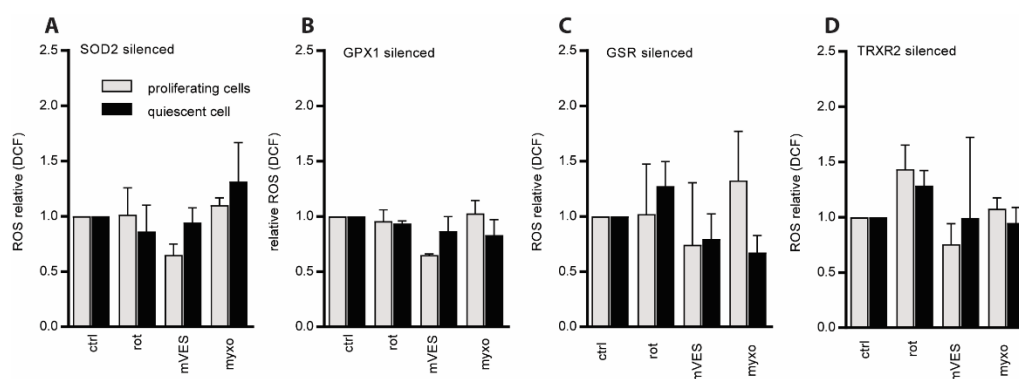 A
SOD2 silenced
2.5
2.0
1.5
1.0
0.5
0.0
ROS relative (DCF)
proliferating cells
quiescent cell
ctrl
rot
mVES
myxo
B
GPX1 silenced
2.5
2.0
1.5
1.0
0.5
0.0
relative ROS (DCF)
ctrl
rot
mVES
myxo
C
GSR silenced
2.5
2.0
1.5
1.0
0.5
0.0
ROS relative (DCF)
ctrl
rot
mVES
myxo
D
TRXR2 silenced
2.5
2.0
1.5
1.0
0.5
0.0
ROS relative (DCF)
ctrl
rot
mVES
myxo